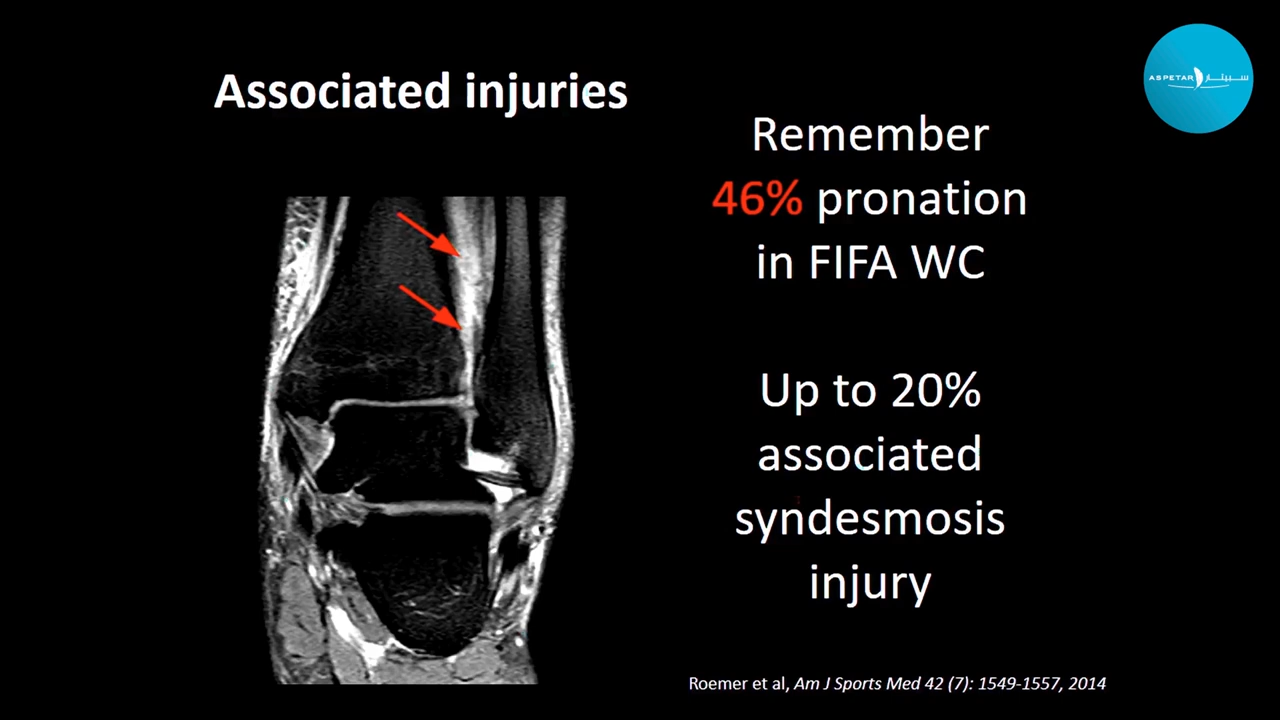 Associated injuries
ASPETAR سبيتار
Remember
46% pronation
in FIFA WC
Up to 20%
associated
syndesmosis
injury
Roemer et al, Am J Sports Med 42 (7): 1549-1557, 2014